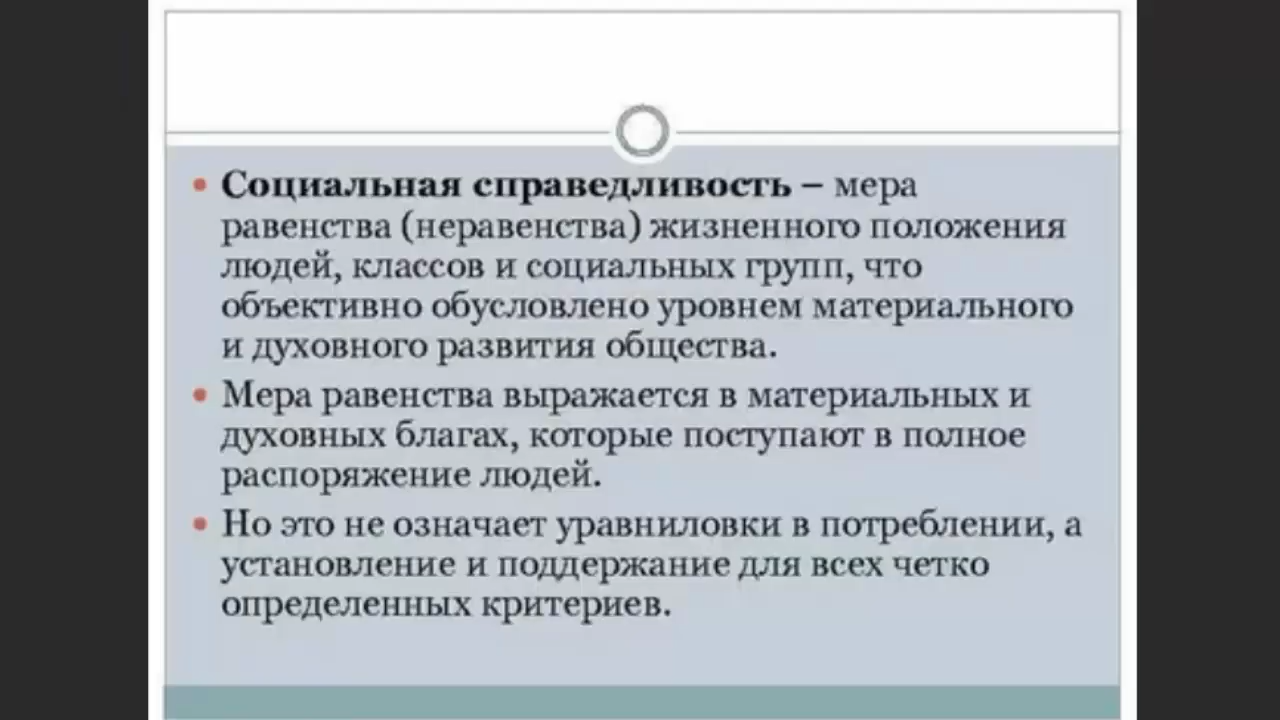 • Социальная справедливость – мера
равенства (неравенства) жизненного положения
людей, классов и социальных групп, что
объективно обусловлено уровнем материального
и духовного развития общества.
• Мера равенства выражается в материальных и
духовных благах, которые поступают в полное
распоряжение людей.
• Но это не означает уравниловки в потреблении, а
установление и поддержание для всех четко
определенных критериев.